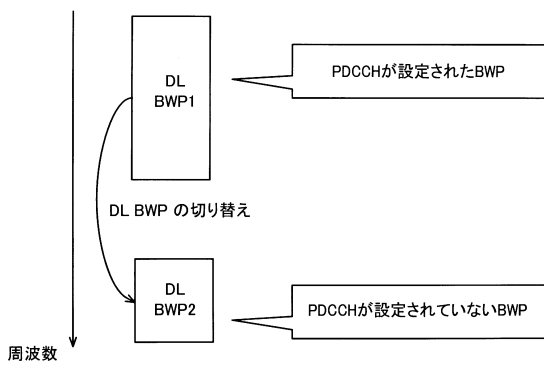 DL
BWP1
PDCCHが設定されたBWP
DL BWP の切り替え
DL
BWP2
PDCCHが設定されていないBWP
周波数